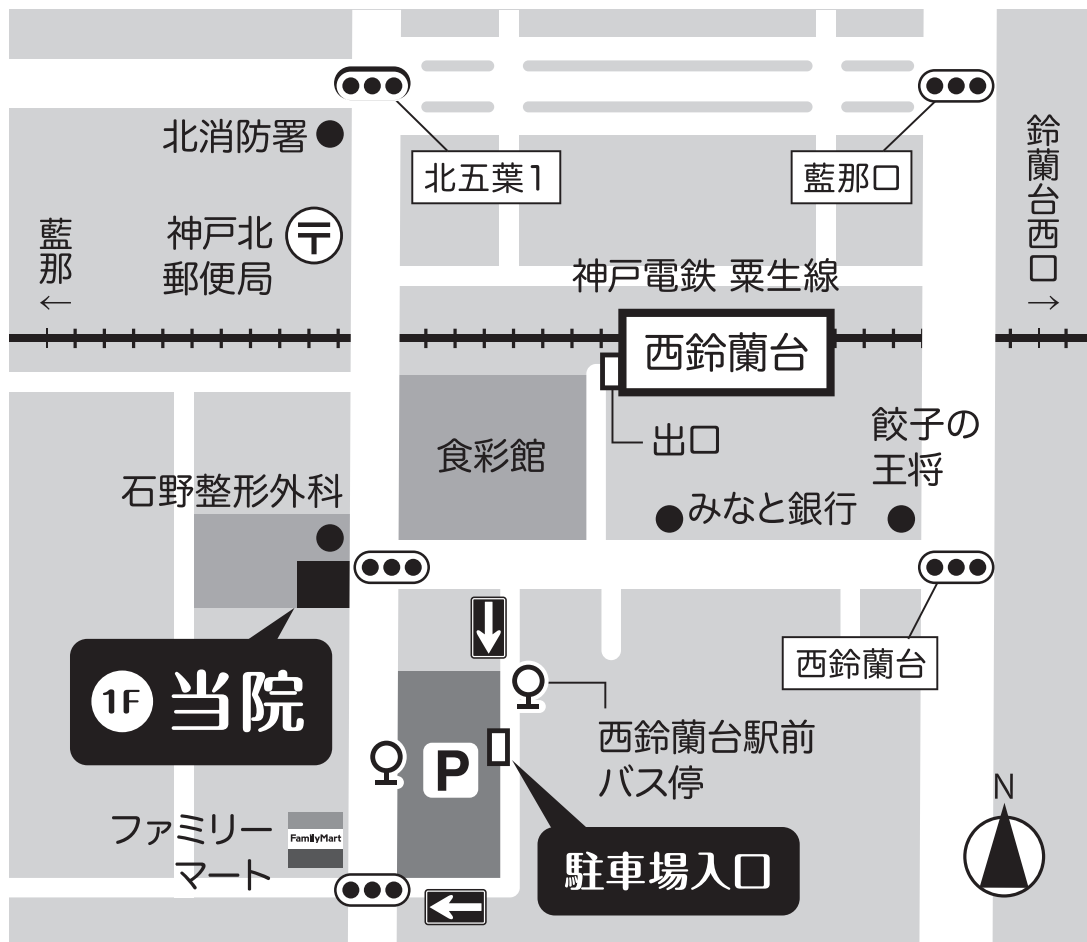 北消防署
北五葉1
藍那口
鈴蘭台西口→
藍那←
神戸北
郵便局
神戸電鉄 粟生線
西鈴蘭台
出口
食彩館
餃子の
王将
みなと銀行
石野整形外科
1F 当院
西鈴蘭台
西鈴蘭台駅前
バス停
P
ファミリー
マート
FamilyMart
駐車場入口
N